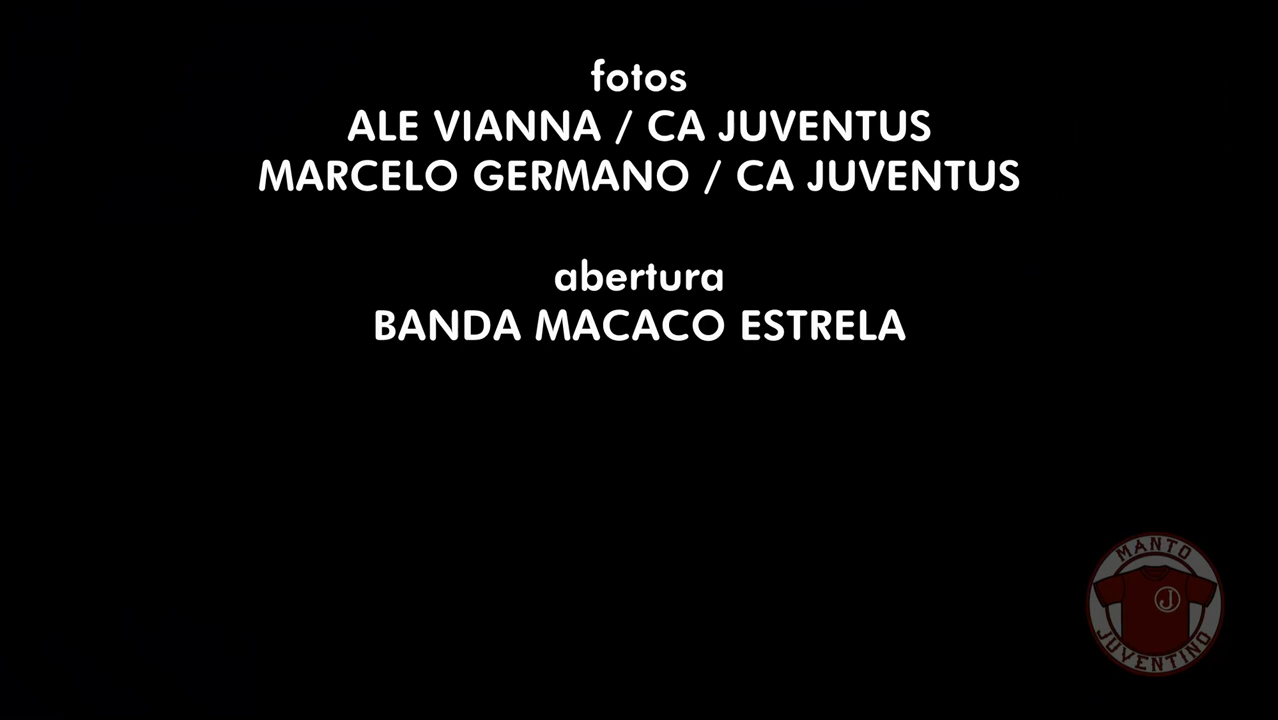 fotos
ALE VIANNA / CA JUVENTUS
MARCELO GERMANO / CA JUVENTUS
abertura
BANDA MACACO ESTRELA
MANTO
J
JUVENTINO